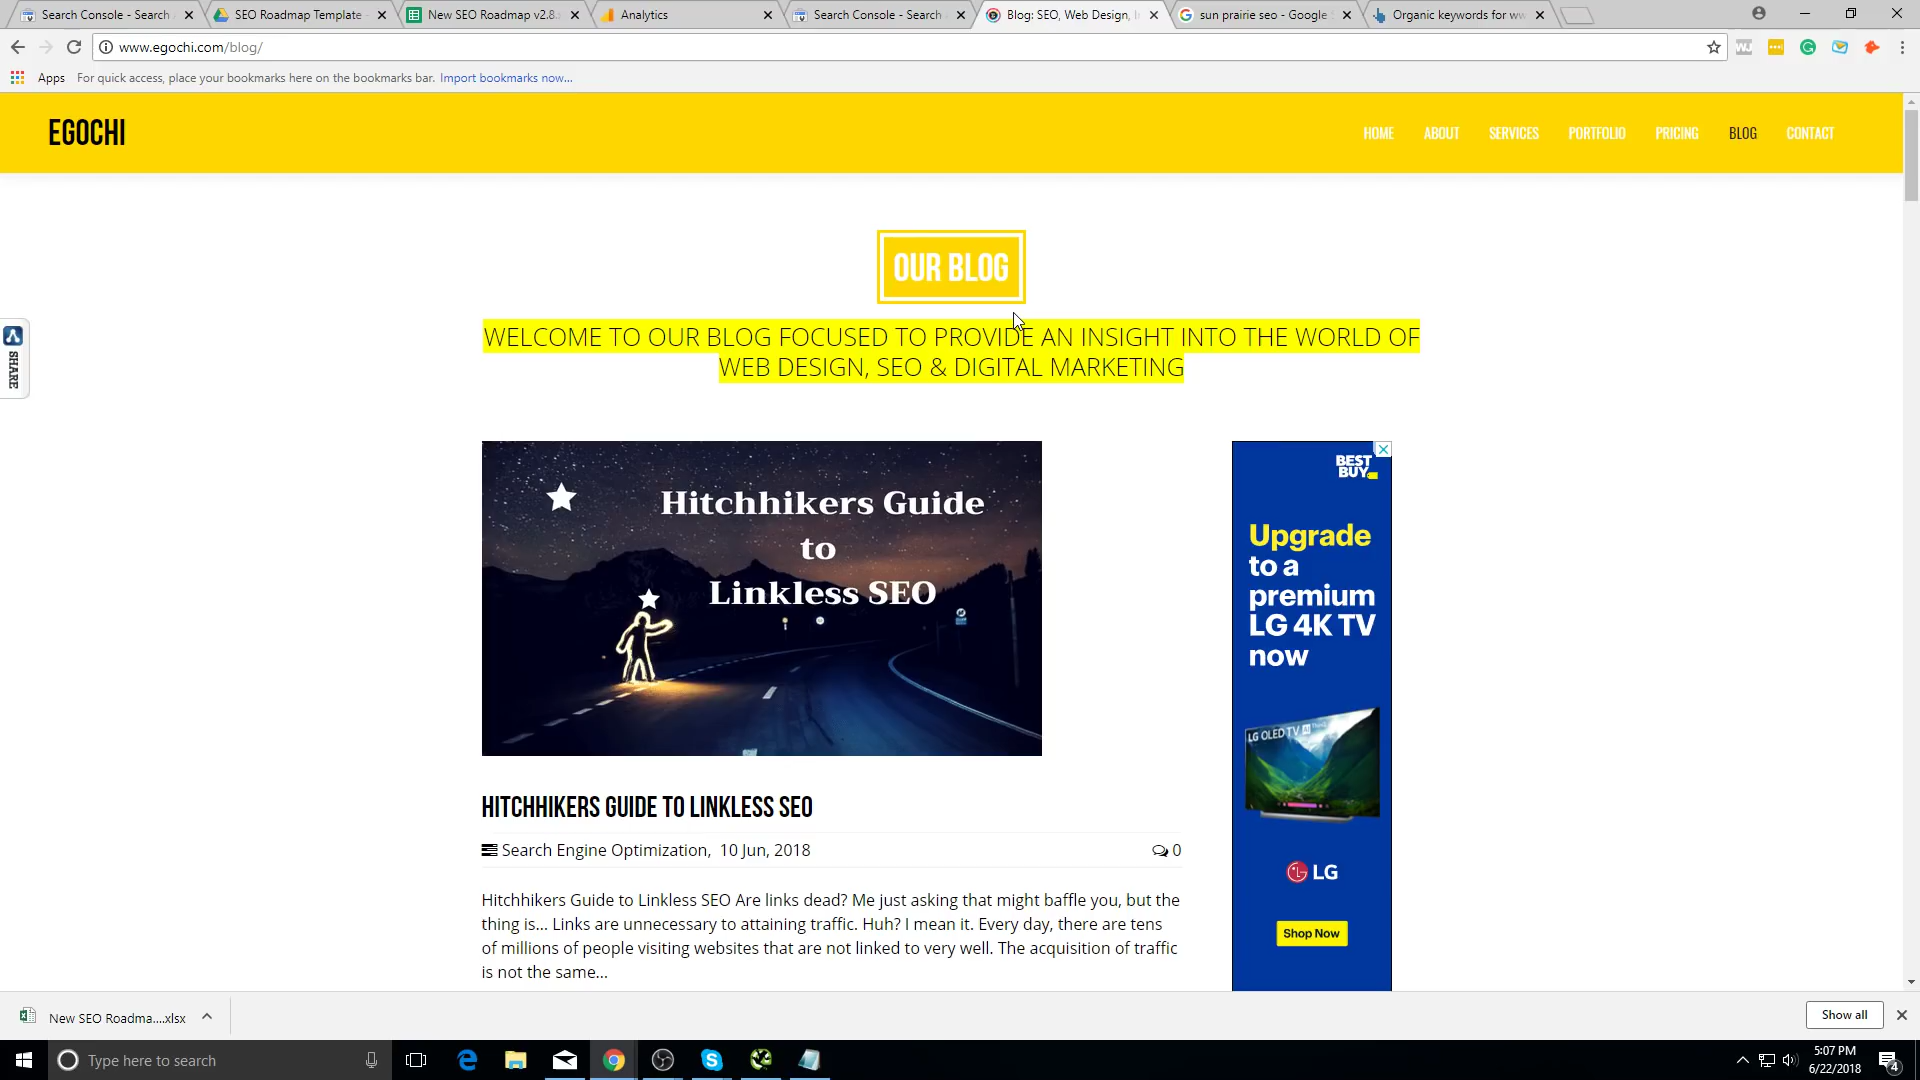 Search Console - Search
SEO Roadmap Template -
New SEO Roadmap v2.8.
Analytics
Search Console - Search
Blog: SEO, Web Design, I
sun prairie seo - Google S
Organic keywords for ww
www.egochi.com/blog/
Apps
For quick access, place your bookmarks here on the bookmarks bar. Import bookmarks now...
EGOCHI
HOME ABOUT SERVICES PORTFOLIO PRICING BLOG CONTACT
OUR BLOG
WELCOME TO OUR BLOG FOCUSED TO PROVIDE AN INSIGHT INTO THE WORLD OF
WEB DESIGN, SEO & DIGITAL MARKETING
SHARE
Hitchhikers Guide
to
Linkless SEO
BEST
BUY
Upgrade
to a
premium
LG 4K TV
now
LG OLED TV
LG
Shop Now
HITCHHIKERS GUIDE TO LINKLESS SEO
Search Engine Optimization, 10 Jun, 2018
0
Hitchhikers Guide to Linkless SEO Are links dead? Me just asking that might baffle you, but the
thing is... Links are unnecessary to attaining traffic. Huh? I mean it. Every day, there are tens
of millions of people visiting websites that are not linked to very well. The acquisition of traffic
is not the same...
New SEO Roadma....xlsx
Show all
Type here to search
5:07 PM
6/22/2018
4